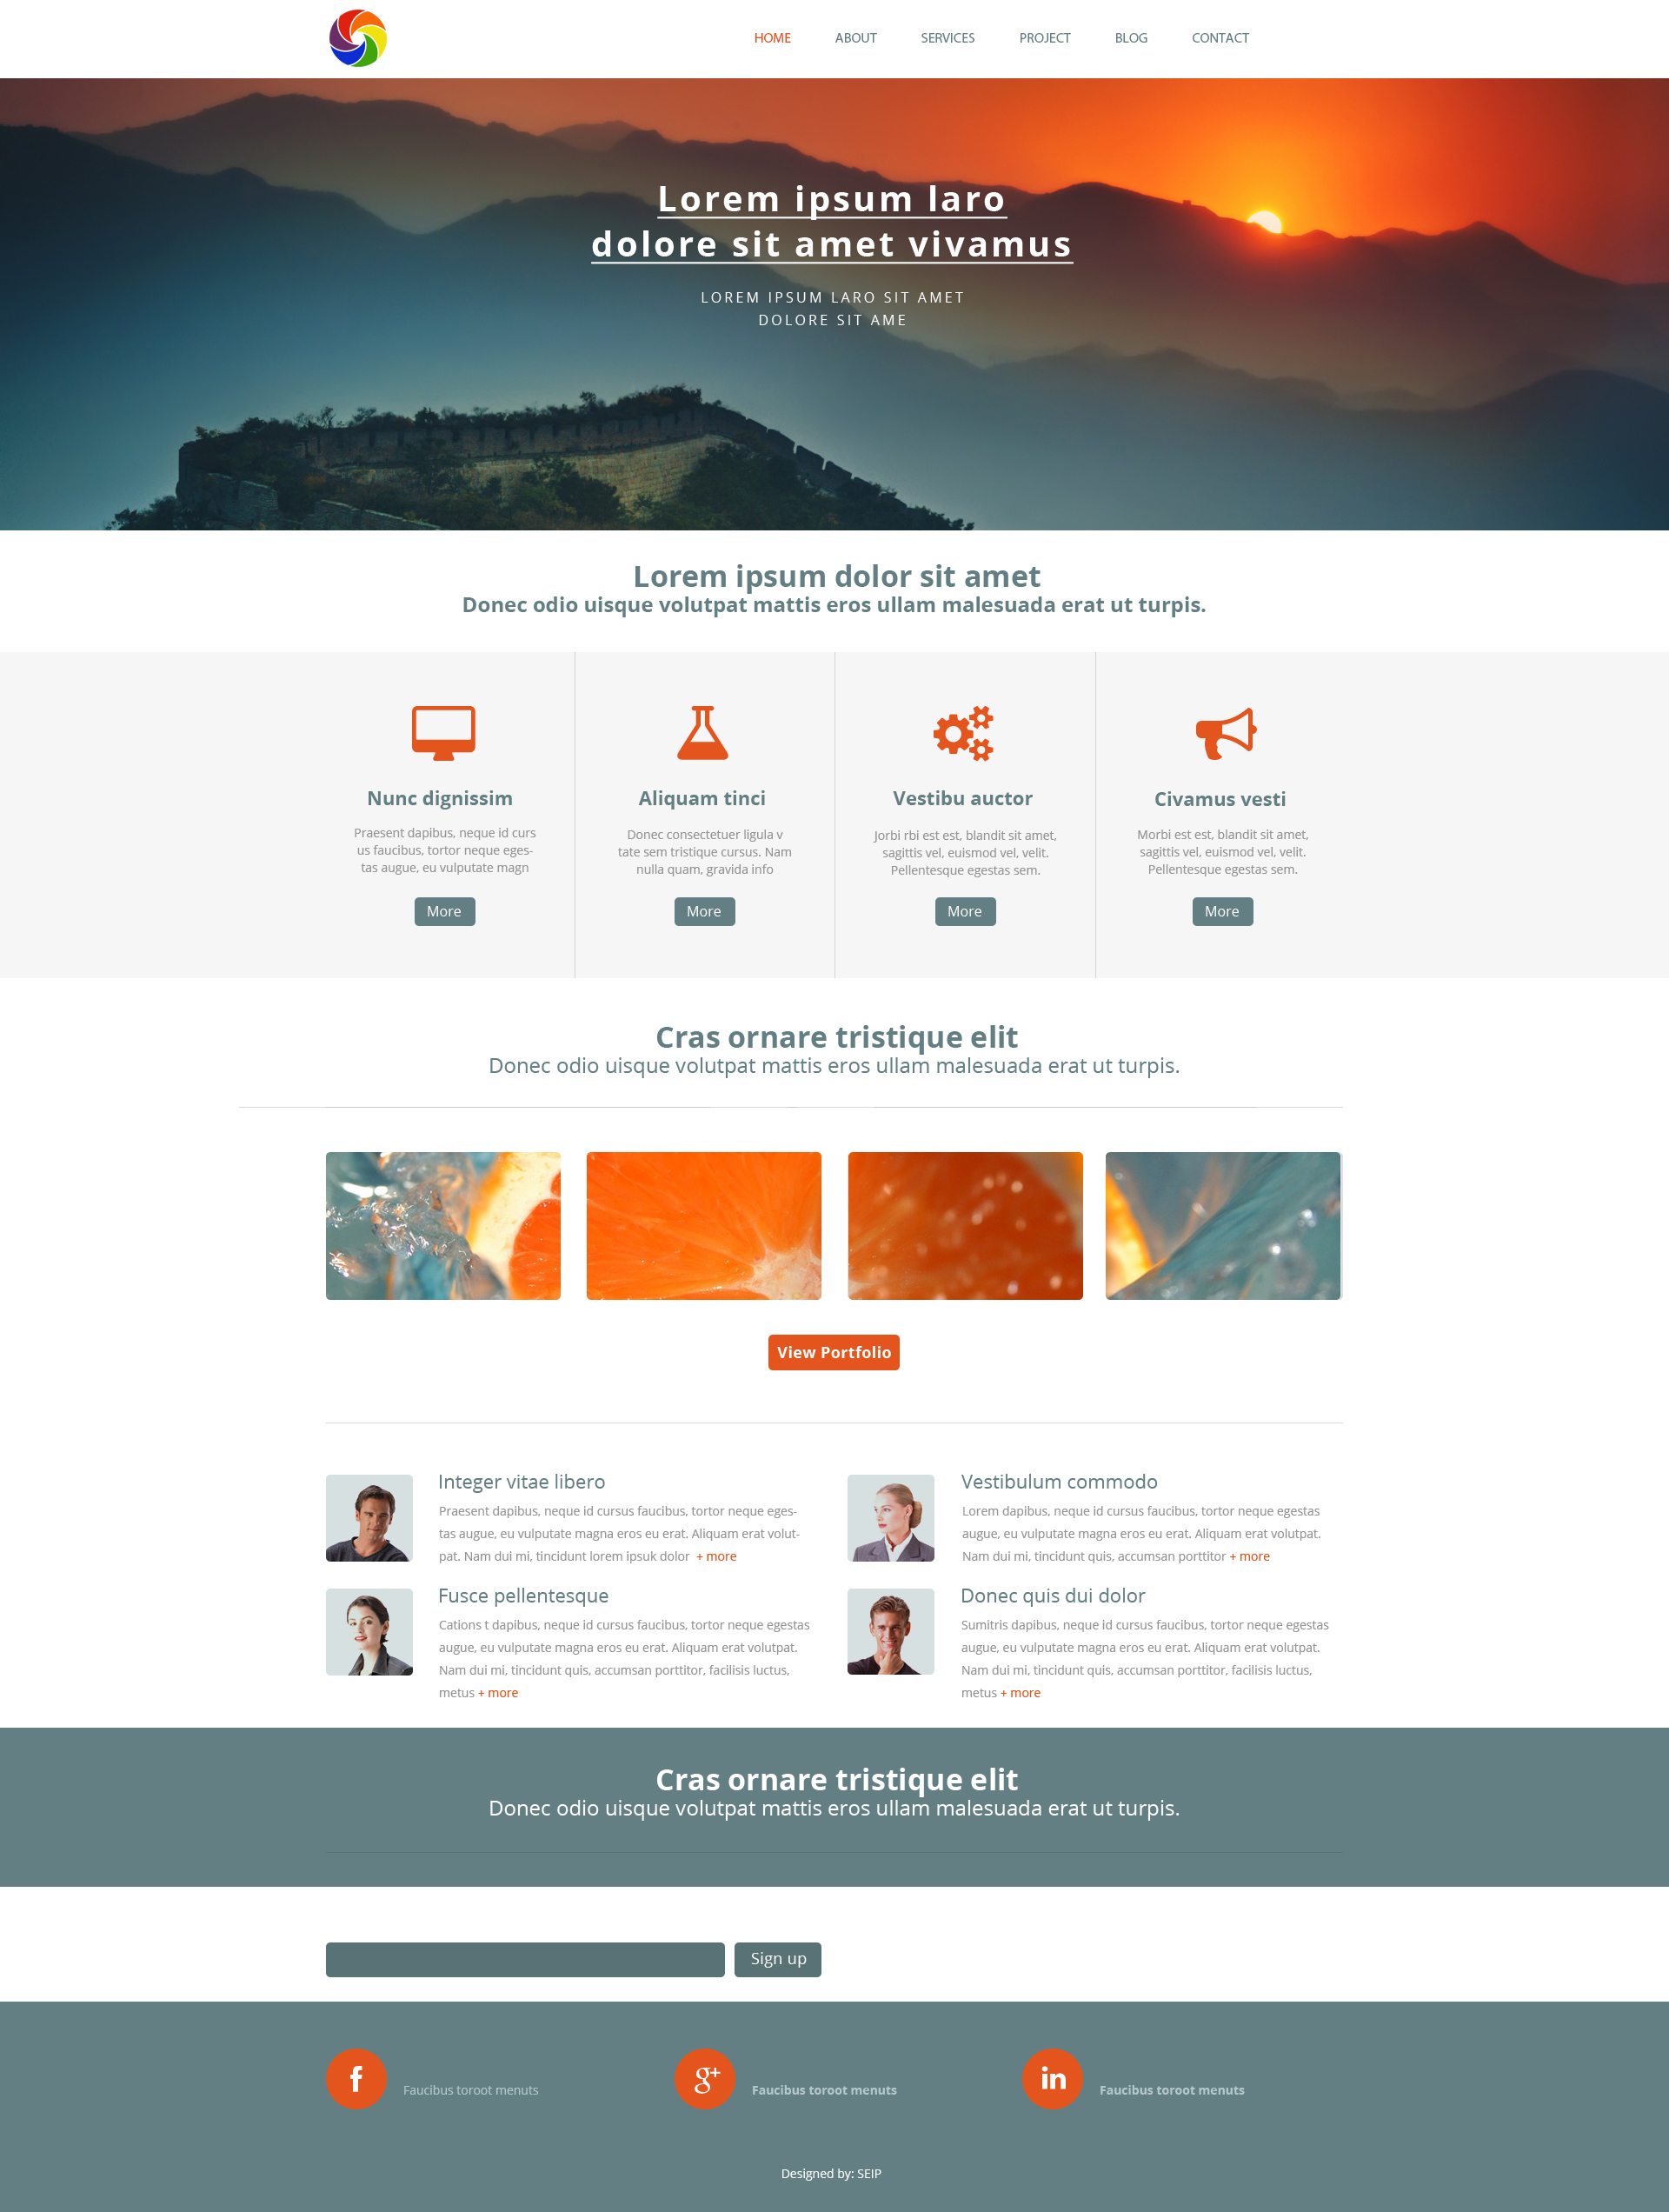 HOME ABOUT SERVICES PROJECT BLOG CONTACT
Lorem ipsum laro
dolore sit amet vivamus
LOREM IPSUM LARO SIT AMET
DOLORE SIT AME
Lorem ipsum dolor sit amet
Donec odio uisque volutpat mattis eros ullam malesuada erat ut turpis.
Nunc dignissim
Praesent dapibus, neque id curs
us faucibus, tortor neque eges-
tas augue, eu vulputate magn
More
Aliquam tinci
Donec consectetuer ligula v
tate sem tristique cursus. Nam
nulla quam, gravida info
More
Vestibu auctor
Jorbi rbi est est, blandit sit amet,
sagittis vel, euismod vel, velit.
Pellentesque egestas sem.
More
Civamus vesti
Morbi est est, blandit sit amet,
sagittis vel, euismod vel, velit.
Pellentesque egestas sem.
More
Cras ornare tristique elit
Donec odio uisque volutpat mattis eros ullam malesuada erat ut turpis.
View Portfolio
Integer vitae libero
Praesent dapibus, neque id cursus faucibus, tortor neque eges-
tas augue, eu vulputate magna eros eu erat. Aliquam erat volut-
pat. Nam dui mi, tincidunt lorem ipsuk dolor + more
Vestibulum commodo
Lorem dapibus, neque id cursus faucibus, tortor neque egestas
augue, eu vulputate magna eros eu erat. Aliquam erat volutpat.
Nam dui mi, tincidunt quis, accumsan porttitor + more
Fusce pellentesque
Cations t dapibus, neque id cursus faucibus, tortor neque egestas
augue, eu vulputate magna eros eu erat. Aliquam erat volutpat.
Nam dui mi, tincidunt quis, accumsan porttitor, facilisis luctus,
metus + more
Donec quis dui dolor
Sumitris dapibus, neque id cursus faucibus, tortor neque egestas
augue, eu vulputate magna eros eu erat. Aliquam erat volutpat.
Nam dui mi, tincidunt quis, accumsan porttitor, facilisis luctus,
metus + more
Cras ornare tristique elit
Donec odio uisque volutpat mattis eros ullam malesuada erat ut turpis.
Sign up
f Faucibus toroot menuts
g+ Faucibus toroot menuts
in Faucibus toroot menuts
Designed by: SEIP